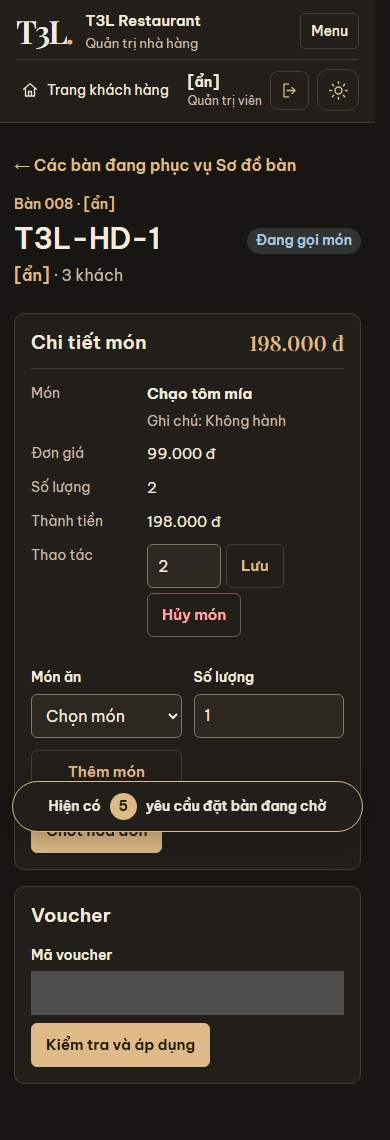 T3L.
T3L Restaurant
Quản trị nhà hàng
Menu
Trang khách hàng
[ẩn]
Quản trị viên
← Các bàn đang phục vụ Sơ đồ bàn
Bàn 008 · [ẩn]
T3L-HD-1
Đang gọi món
[ẩn] · 3 khách
Chi tiết món
198.000 đ
Món
Chạo tôm mía
Ghi chú: Không hành
Đơn giá
99.000 đ
Số lượng
2
Thành tiền
198.000 đ
Thao tác
2
Lưu
Hủy món
Món ăn
Số lượng
Chọn món
1
Thêm món
Hiện có 5 yêu cầu đặt bàn đang chờ
Chốt hóa đơn
Voucher
Mã voucher
Kiểm tra và áp dụng